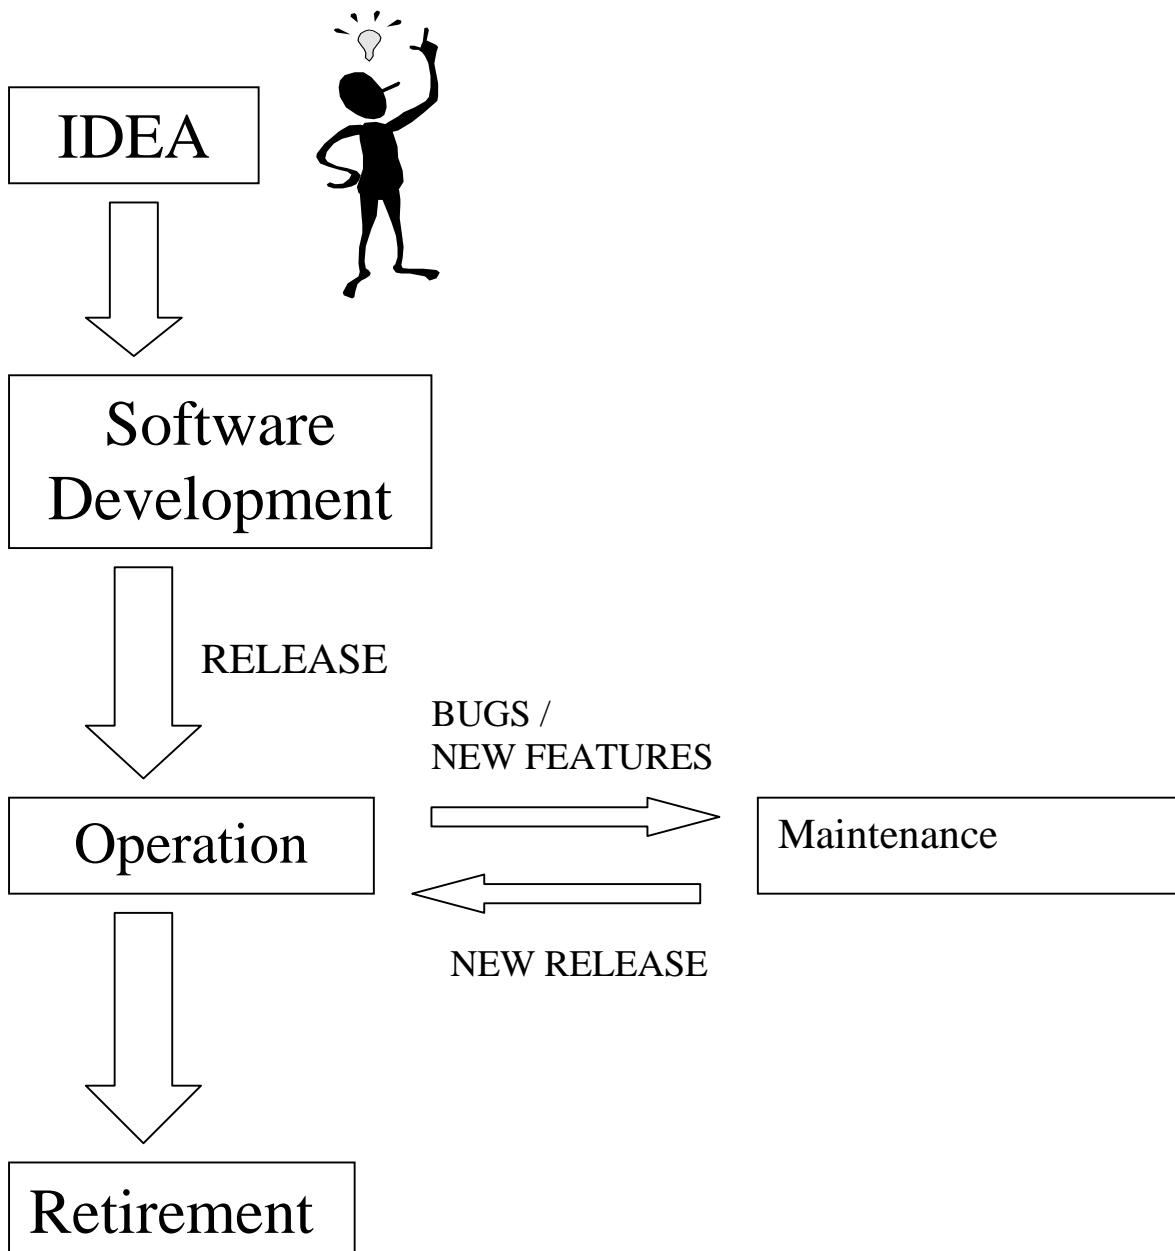 IDEA
Software
Development
RELEASE
BUGS /
NEW FEATURES
Operation
Maintenance
NEW RELEASE
Retirement